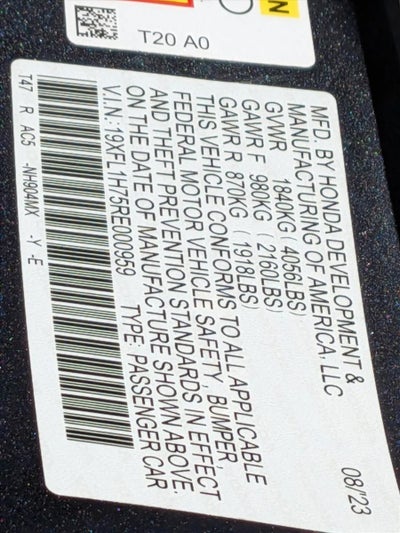 N
T20 A0
MFD. BY HONDA DEVELOPMENT &
MANUFACTURING OF AMERICA, LLC 08/'23
GVWR 1840KG ( 4056LBS)
GAWR F 980KG ( 2160LBS)
GAWR R 870KG ( 1918LBS)
THIS VEHICLE CONFORMS TO ALL APPLICABLE
FEDERAL MOTOR VEHICLE SAFETY, BUMPER,
AND THEFT PREVENTION STANDARDS IN EFFECT
ON THE DATE OF MANUFACTURE SHOWN ABOVE.
V.I.N.:19XFL1H75RE000969 TYPE: PASSENGER CAR
T47 R AC5 -NH904MX -Y -E